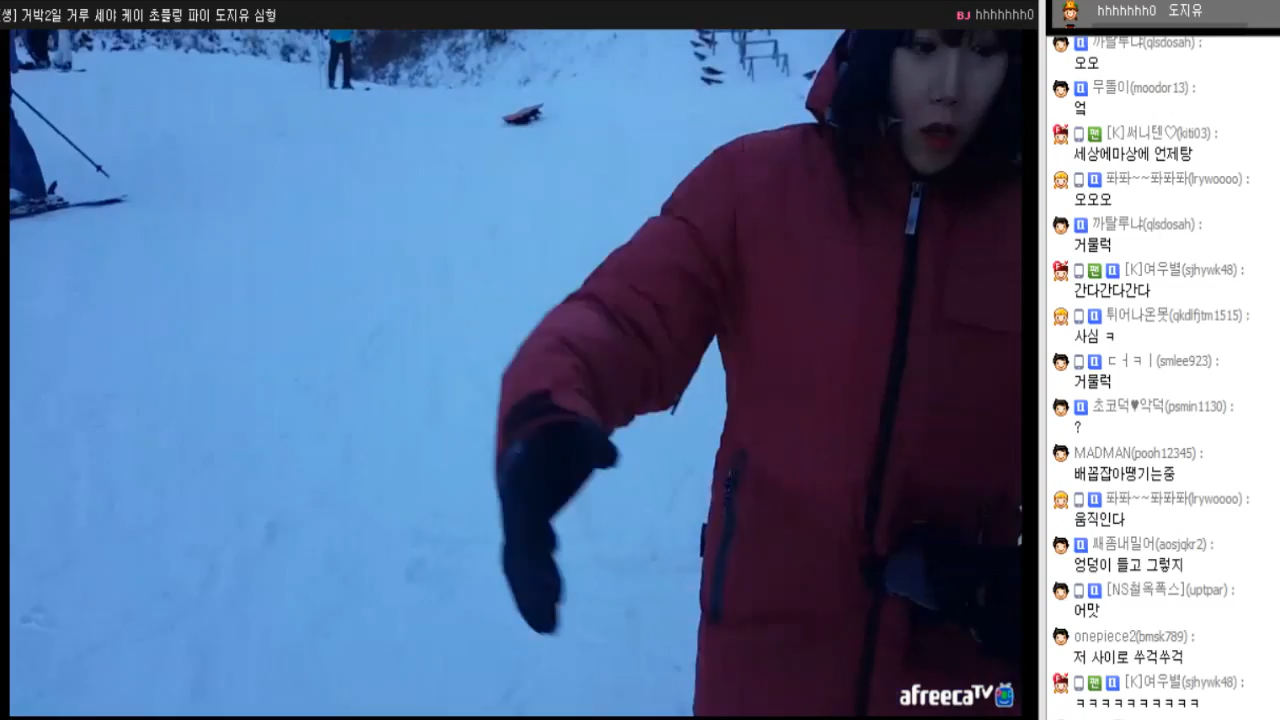 생] 거박2일 거루 세야 케이 초플링 파이 도지유 심형
BJ hhhhhhh0
hhhhhhh0 도지유
까탈루냐(qlsdosah) :
오오
무돌이(moodor13) :
엌
[K]써니텐♡(kiti03) :
세상에마상에 언제탕
퐈퐈~~퐈퐈퐈(lrywoooo) :
오오오
까탈루냐(qlsdosah) :
거물럭
[K]여우별(sjhywk48) :
간다간다간다
튀어나온못(qkdlfjtm1515) :
사심 ㅋ
ㄷㅓㅋㅣ(smlee923) :
거물럭
초코덕♥악덕(psmin1130) :
?
MADMAN(pooh12345) :
배꼽잡아땡기는중
퐈퐈~~퐈퐈퐈(lrywoooo) :
움직인다
쌔좀내밀어(aosjqkr2) :
엉덩이 들고 그렇지
[NS철옥폭스](uptpar) :
어맛
onepiece2(bmsk789) :
저 사이로 쑤걱쑤걱
[K]여우별(sjhywk48) :
ㅋㅋㅋㅋㅋㅋㅋㅋㅋㅋ
afreecaTV